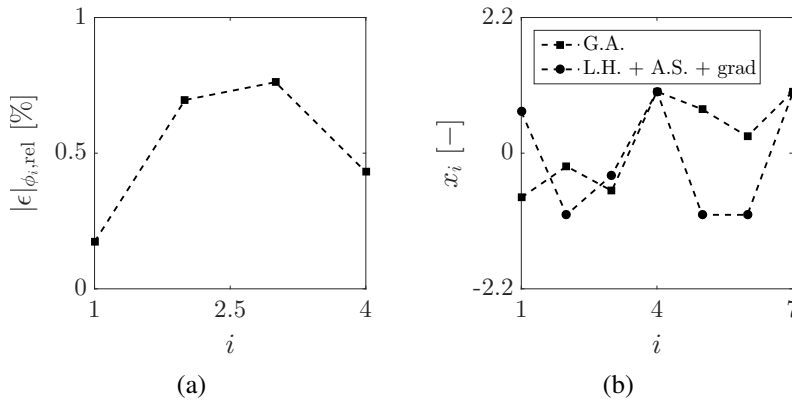 1
0.5
0
1
2.5
4
|ϵ|ϕi,rel [%]
i
(a)
2.2
0
-2.2
1
4
7
xi [−]
i
G.A.
L.H. + A.S. + grad
(b)